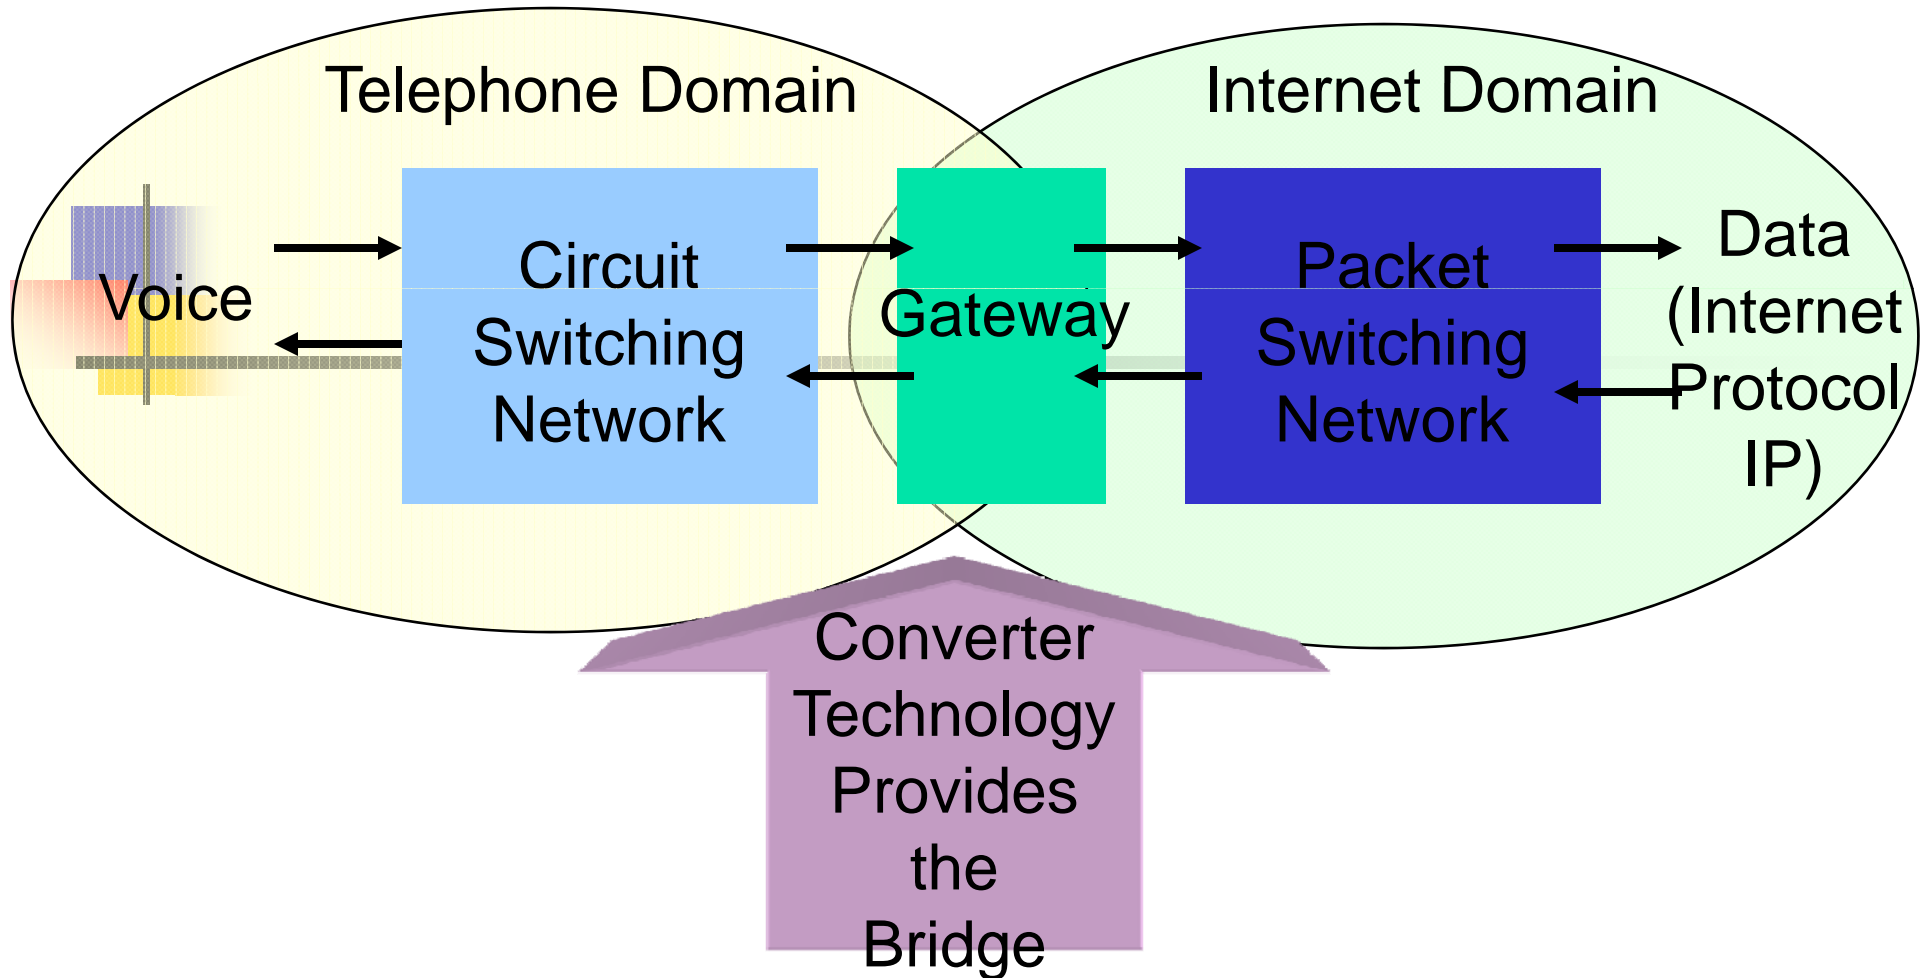 Telephone Domain
Internet Domain
Voice
Circuit
Switching
Network
Gateway
Packet
Switching
Network
Data
(Internet
Protocol
IP)
Converter
Technology
Provides
the
Bridge